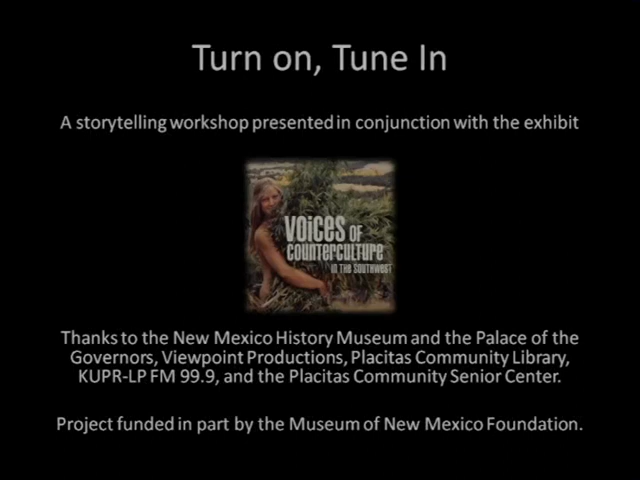 Turn on, Tune In
A storytelling workshop presented in conjunction with the exhibit
VOiCES OF
COUNTERCULTURE
IN THE SOUTHWEST
Thanks to the New Mexico History Museum and the Palace of the
Governors, Viewpoint Productions, Placitas Community Library,
KUPR-LP FM 99.9, and the Placitas Community Senior Center.
Project funded in part by the Museum of New Mexico Foundation.